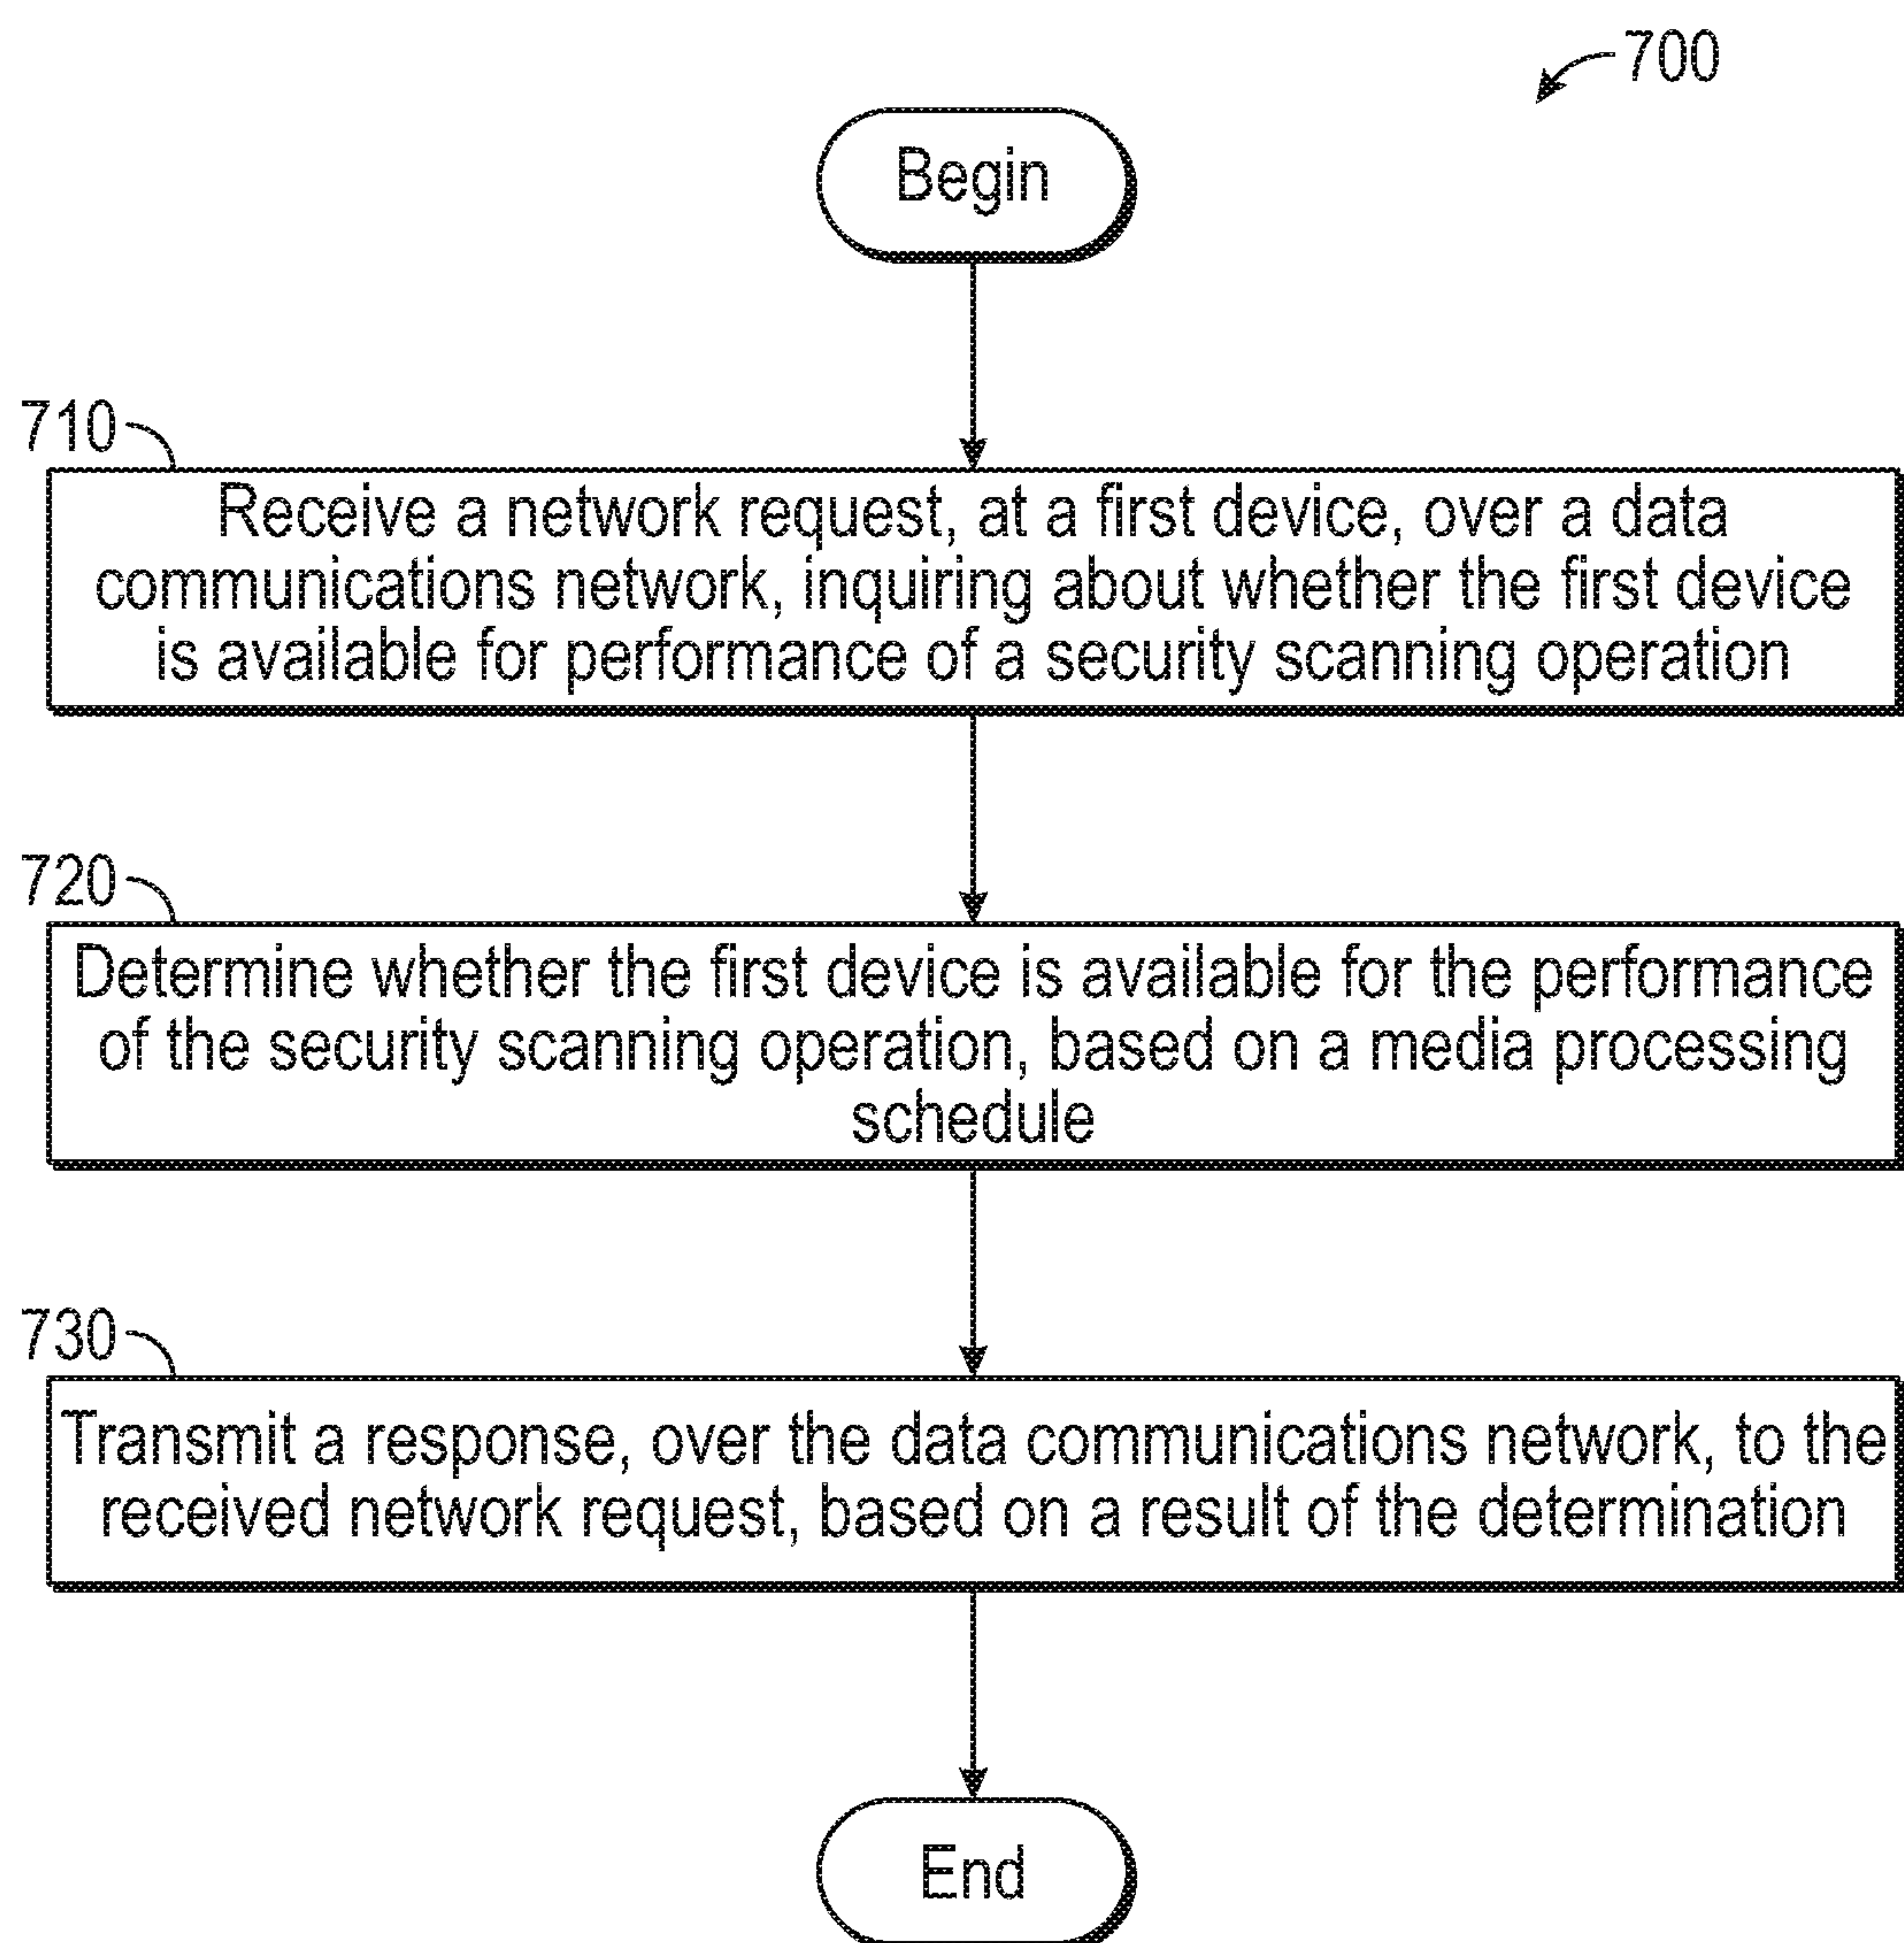 700
Begin
710
Receive a network request, at a first device, over a data
communications network, inquiring about whether the first device
is available for performance of a security scanning operation
720
Determine whether the first device is available for the performance
of the security scanning operation, based on a media processing
schedule
730
Transmit a response, over the data communications network, to the
received network request, based on a result of the determination
End